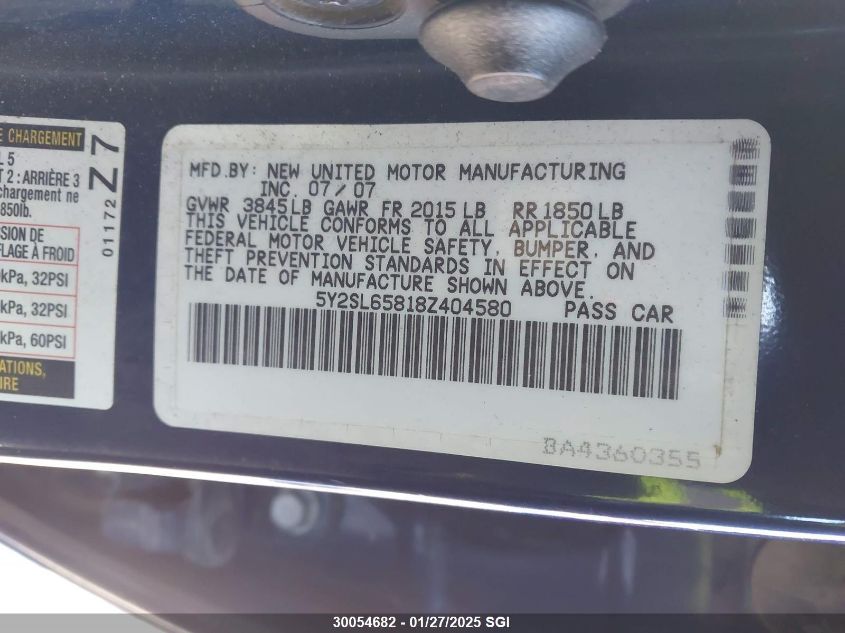 E CHARGEMENT
L 5
T 2 : ARRIÈRE 3
chargement ne
850lb.
SION DE
FLAGE À FROID
kPa, 32PSI
kPa, 32PSI
kPa, 60PSI
ATIONS,
IRE
01172 Z7
MFD.BY: NEW UNITED MOTOR MANUFACTURING
INC. 07/07
GVWR 3845LB GAWR FR 2015 LB RR 1850 LB
THIS VEHICLE CONFORMS TO ALL APPLICABLE
FEDERAL MOTOR VEHICLE SAFETY, BUMPER, AND
THEFT PREVENTION STANDARDS IN EFFECT ON
THE DATE OF MANUFACTURE SHOWN ABOVE.
5Y2SL65818Z404580 PASS CAR
BA4360355
30054682 - 01/27/2025 SGI